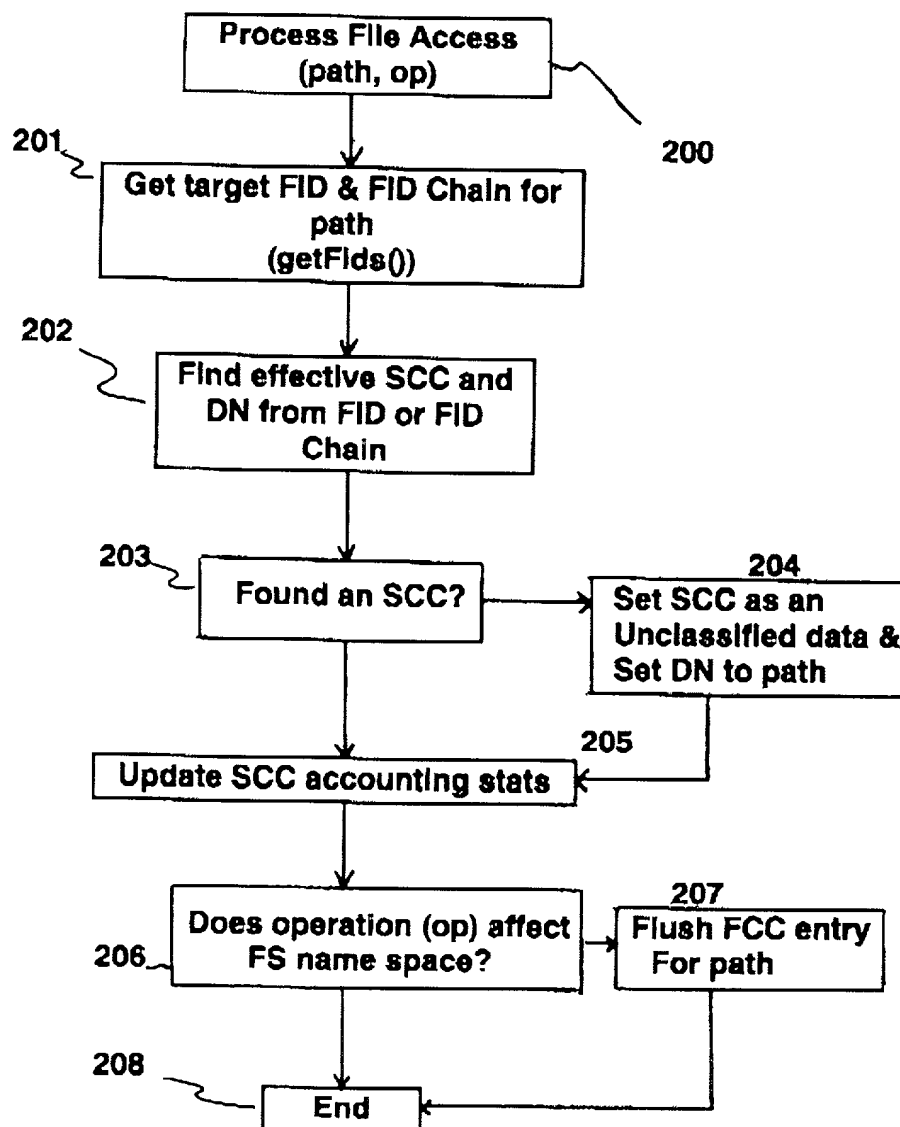 Process File Access
(path, op)
200
201
Get target FID & FID Chain for
path
(getFids())
202
Find effective SCC and
DN from FID or FID
Chain
203
Found an SCC?
204
Set SCC as an
Unclassified data &
Set DN to path
205
Update SCC accounting stats
206
Does operation (op) affect
FS name space?
207
Flush FCC entry
For path
208
End